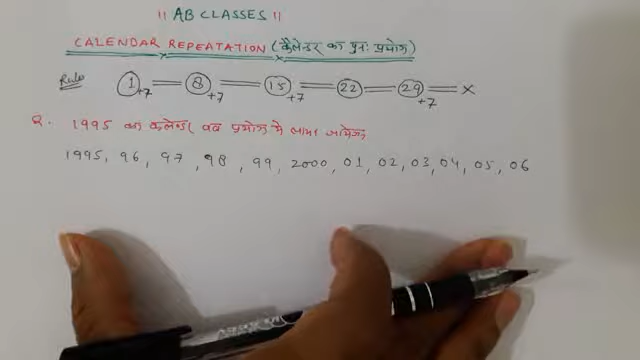 || AB CLASSES ||
CALENDAR REPEATATION (कैलेन्डर का पुनः प्रयोग)
Rule 1 +7 8 +7 15 +7 22 29 +7 ×
Q. 1995 का कैलेन्डर कब प्रयोग में लाया जायेगा
1995, 96, 97, 98, 99, 2000, 01, 02, 03, 04, 05, 06